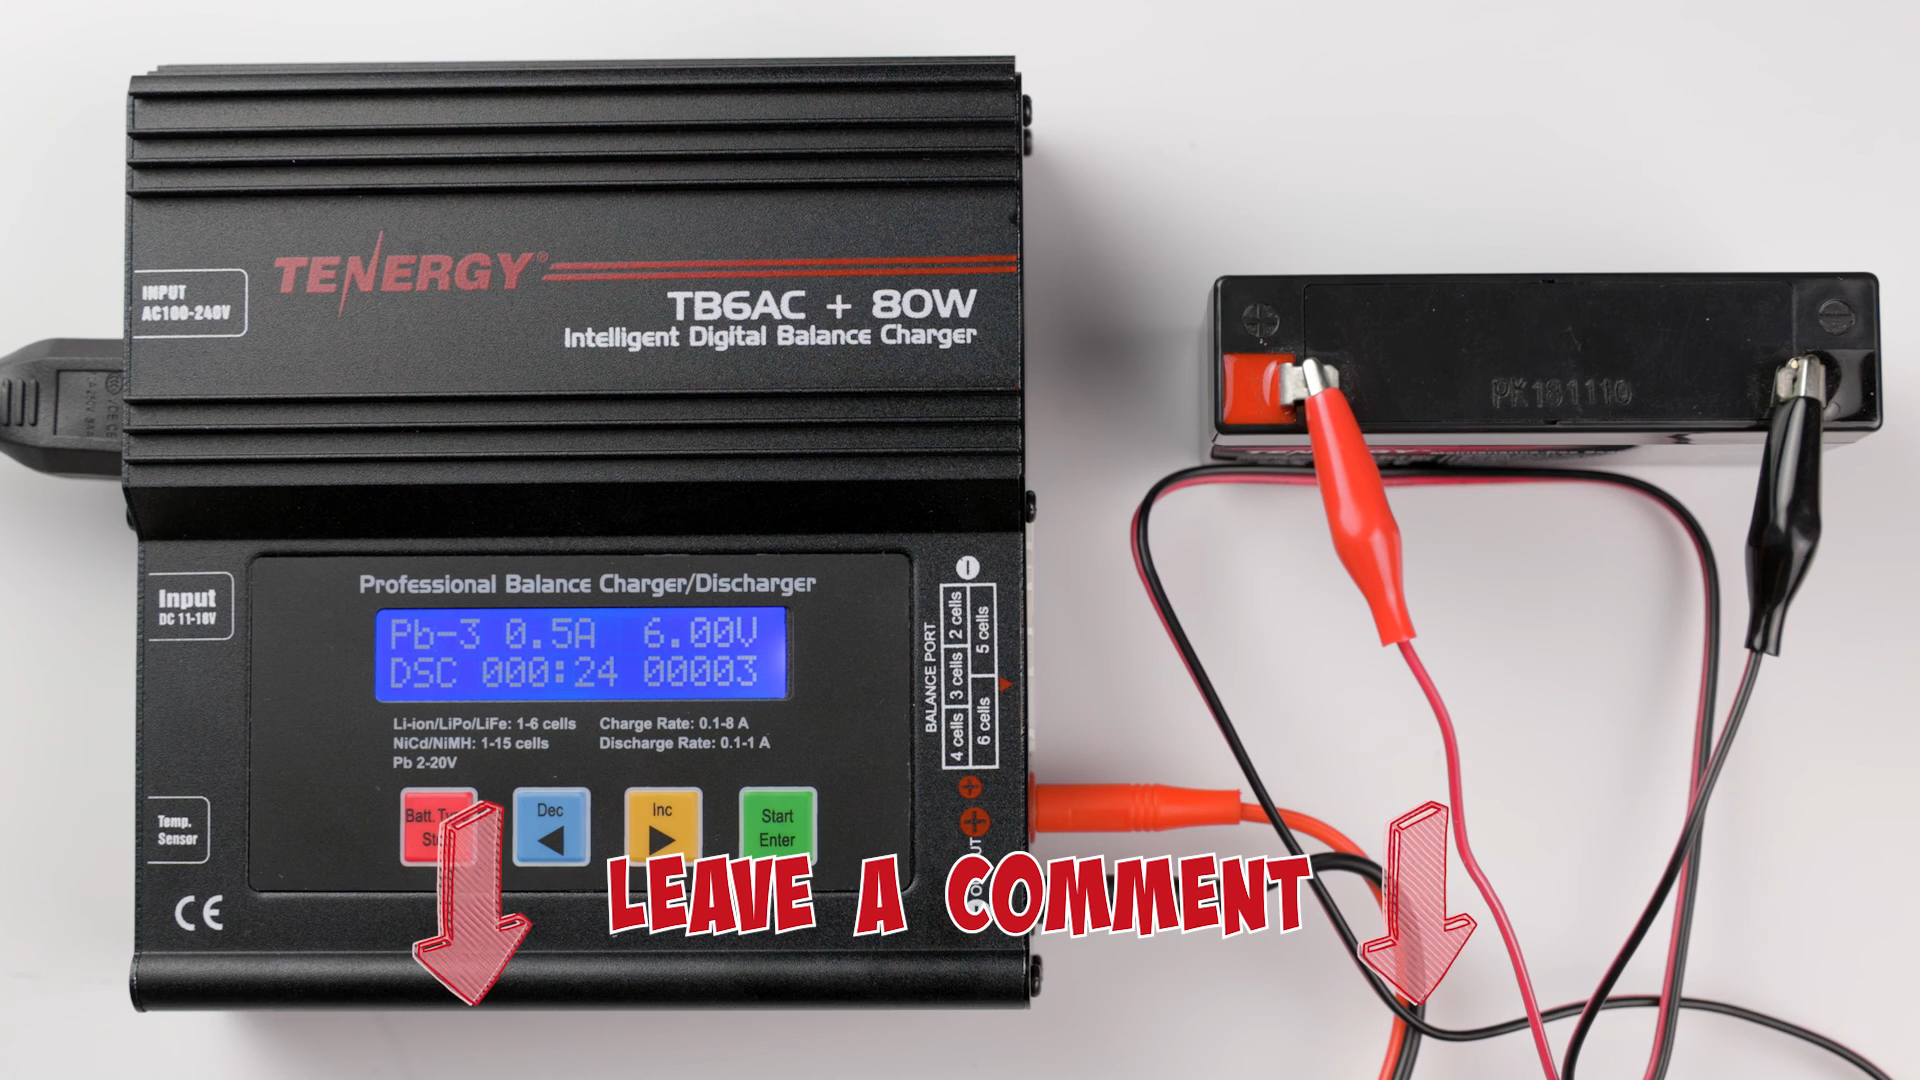 TENERGY®
INPUT
AC100-240V
TB6AC + 80W
Intelligent Digital Balance Charger
PK181110
TENERGY
Professional Balance Charger/Discharger
Input
DC 11-18V
Pb-3 0.5A 6.00V
DSC 000:24 00003
BALANCE PORT
2 cells
3 cells
4 cells
5 cells
6 cells
Li-ion/LiPo/LiFe: 1-6 cells
Charge Rate: 0.1-8 A
NiCd/NiMH: 1-15 cells
Discharge Rate: 0.1-1 A
Pb 2-20V
Temp.
Sensor
Batt.
Dec
Inc
Start
Enter
LEAVE A COMMENT
CE